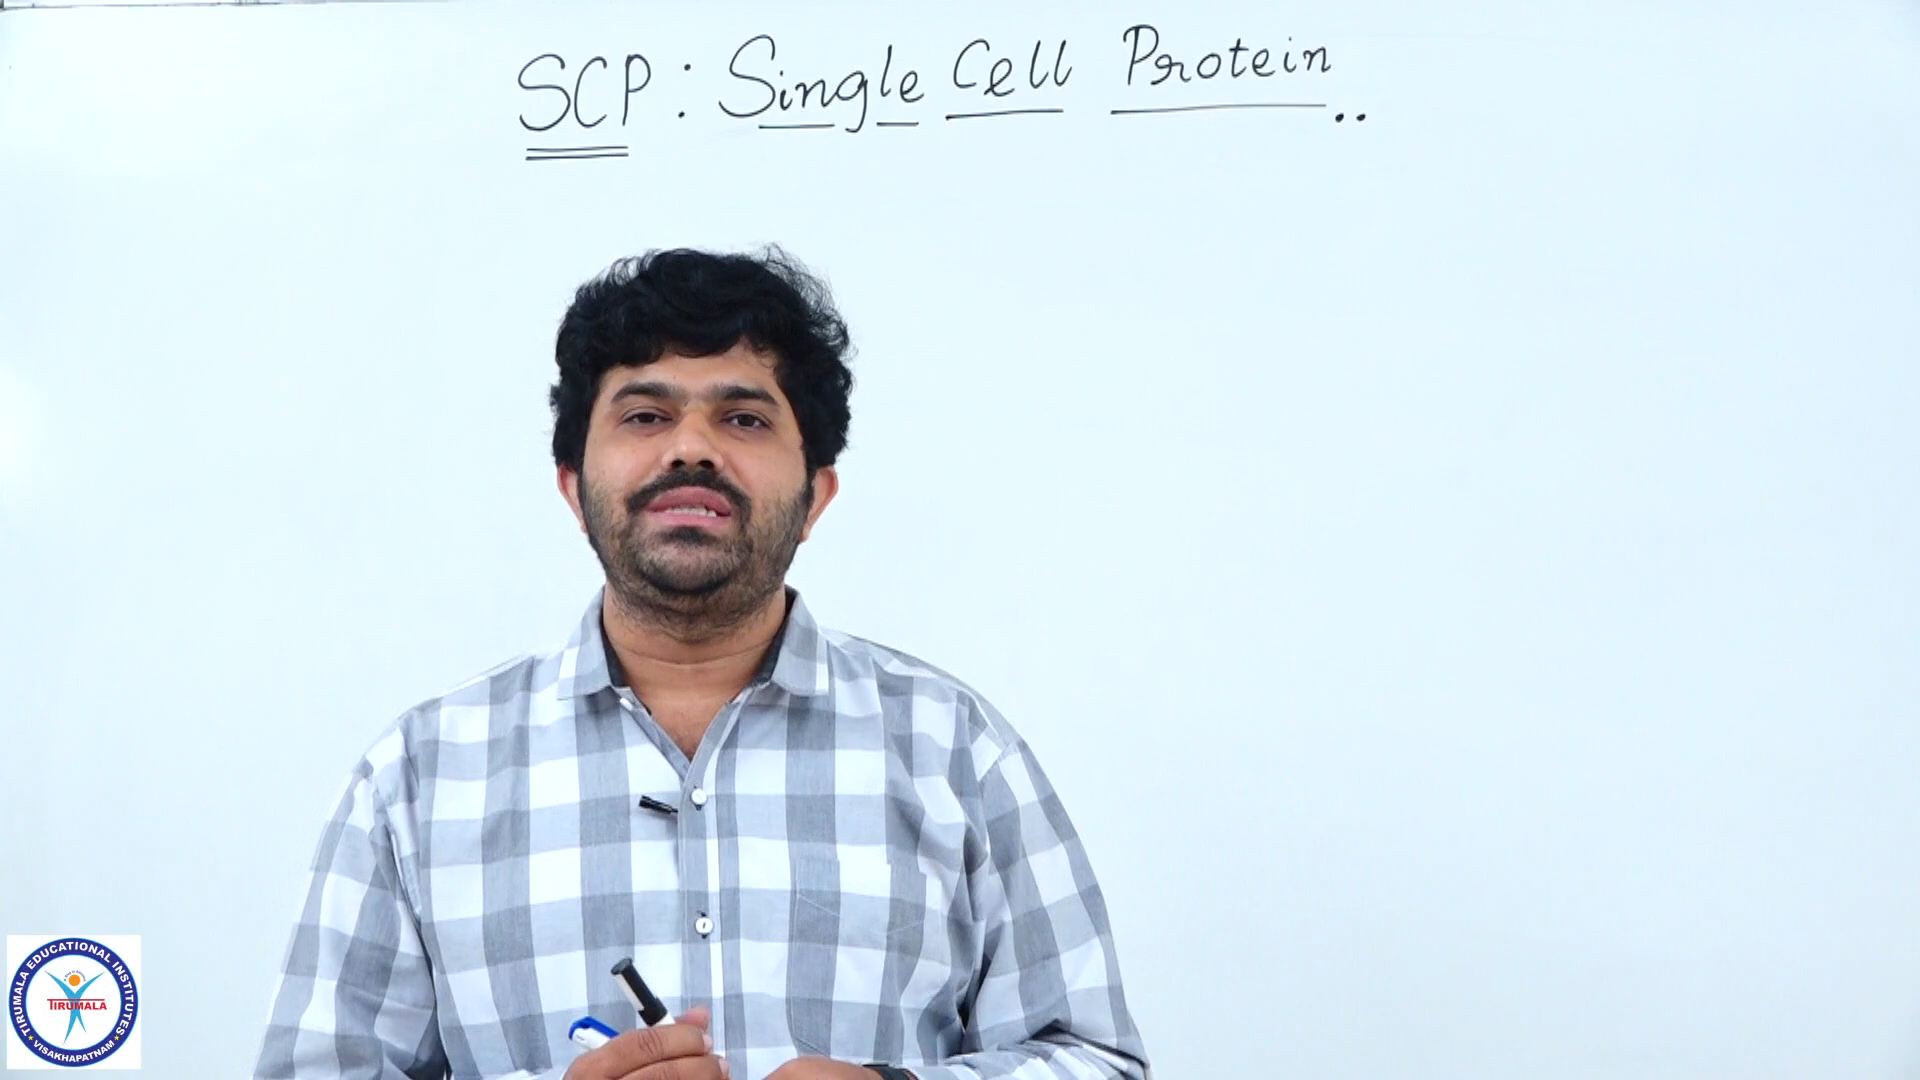 SCP : Single Cell Protein..
TIRUMALA EDUCATIONAL INSTITUTES
TIRUMALA
VISAKHAPATNAM